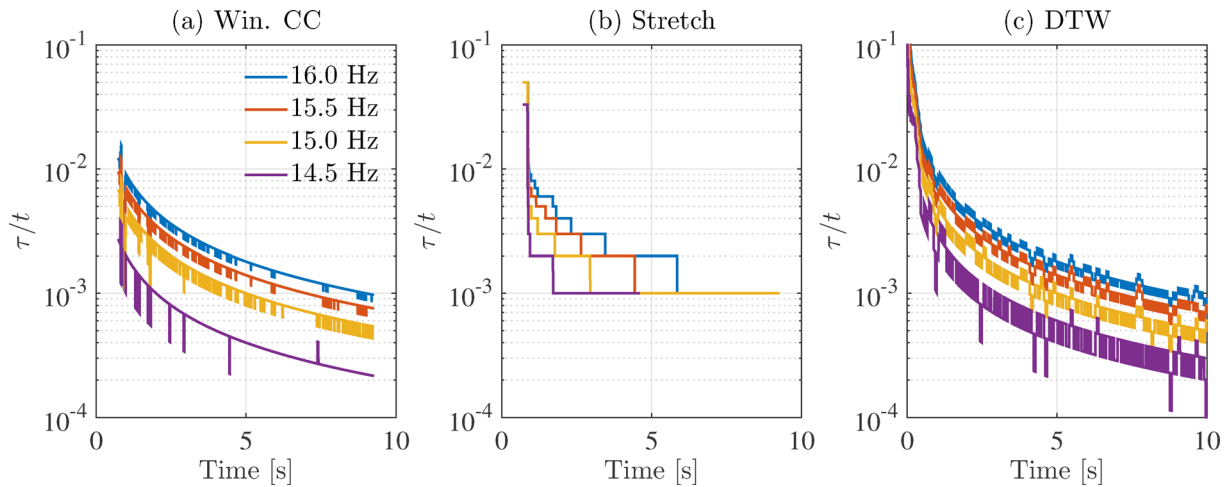 (a) Win. CC
(b) Stretch
(c) DTW
10^-1
10^-2
10^-3
10^-4
τ/t
16.0 Hz
15.5 Hz
15.0 Hz
14.5 Hz
0
5
10
Time [s]
10^-1
10^-2
10^-3
10^-4
τ/t
0
5
10
Time [s]
10^-1
10^-2
10^-3
10^-4
τ/t
0
5
10
Time [s]